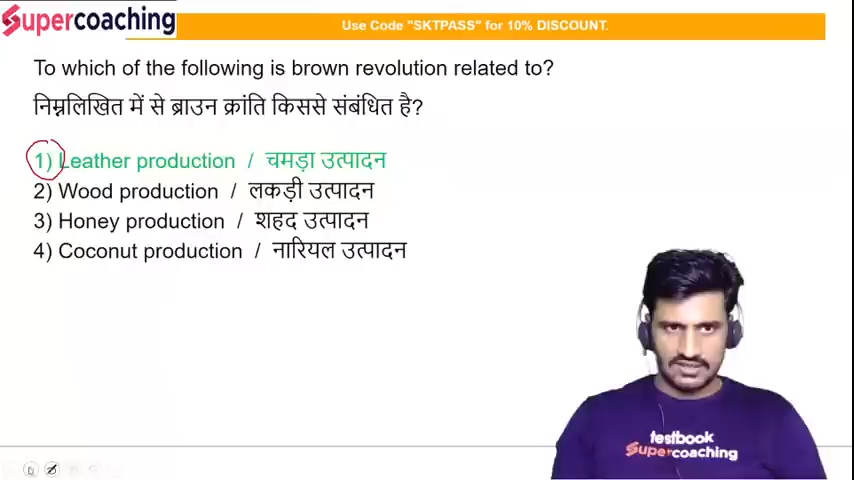 Supercoaching
Use Code "SKTPASS" for 10% DISCOUNT.
To which of the following is brown revolution related to?
निम्नलिखित में से ब्राउन क्रांति किससे संबंधित है?
1) Leather production / चमड़ा उत्पादन
2) Wood production / लकड़ी उत्पादन
3) Honey production / शहद उत्पादन
4) Coconut production / नारियल उत्पादन
testbook
Supercoaching